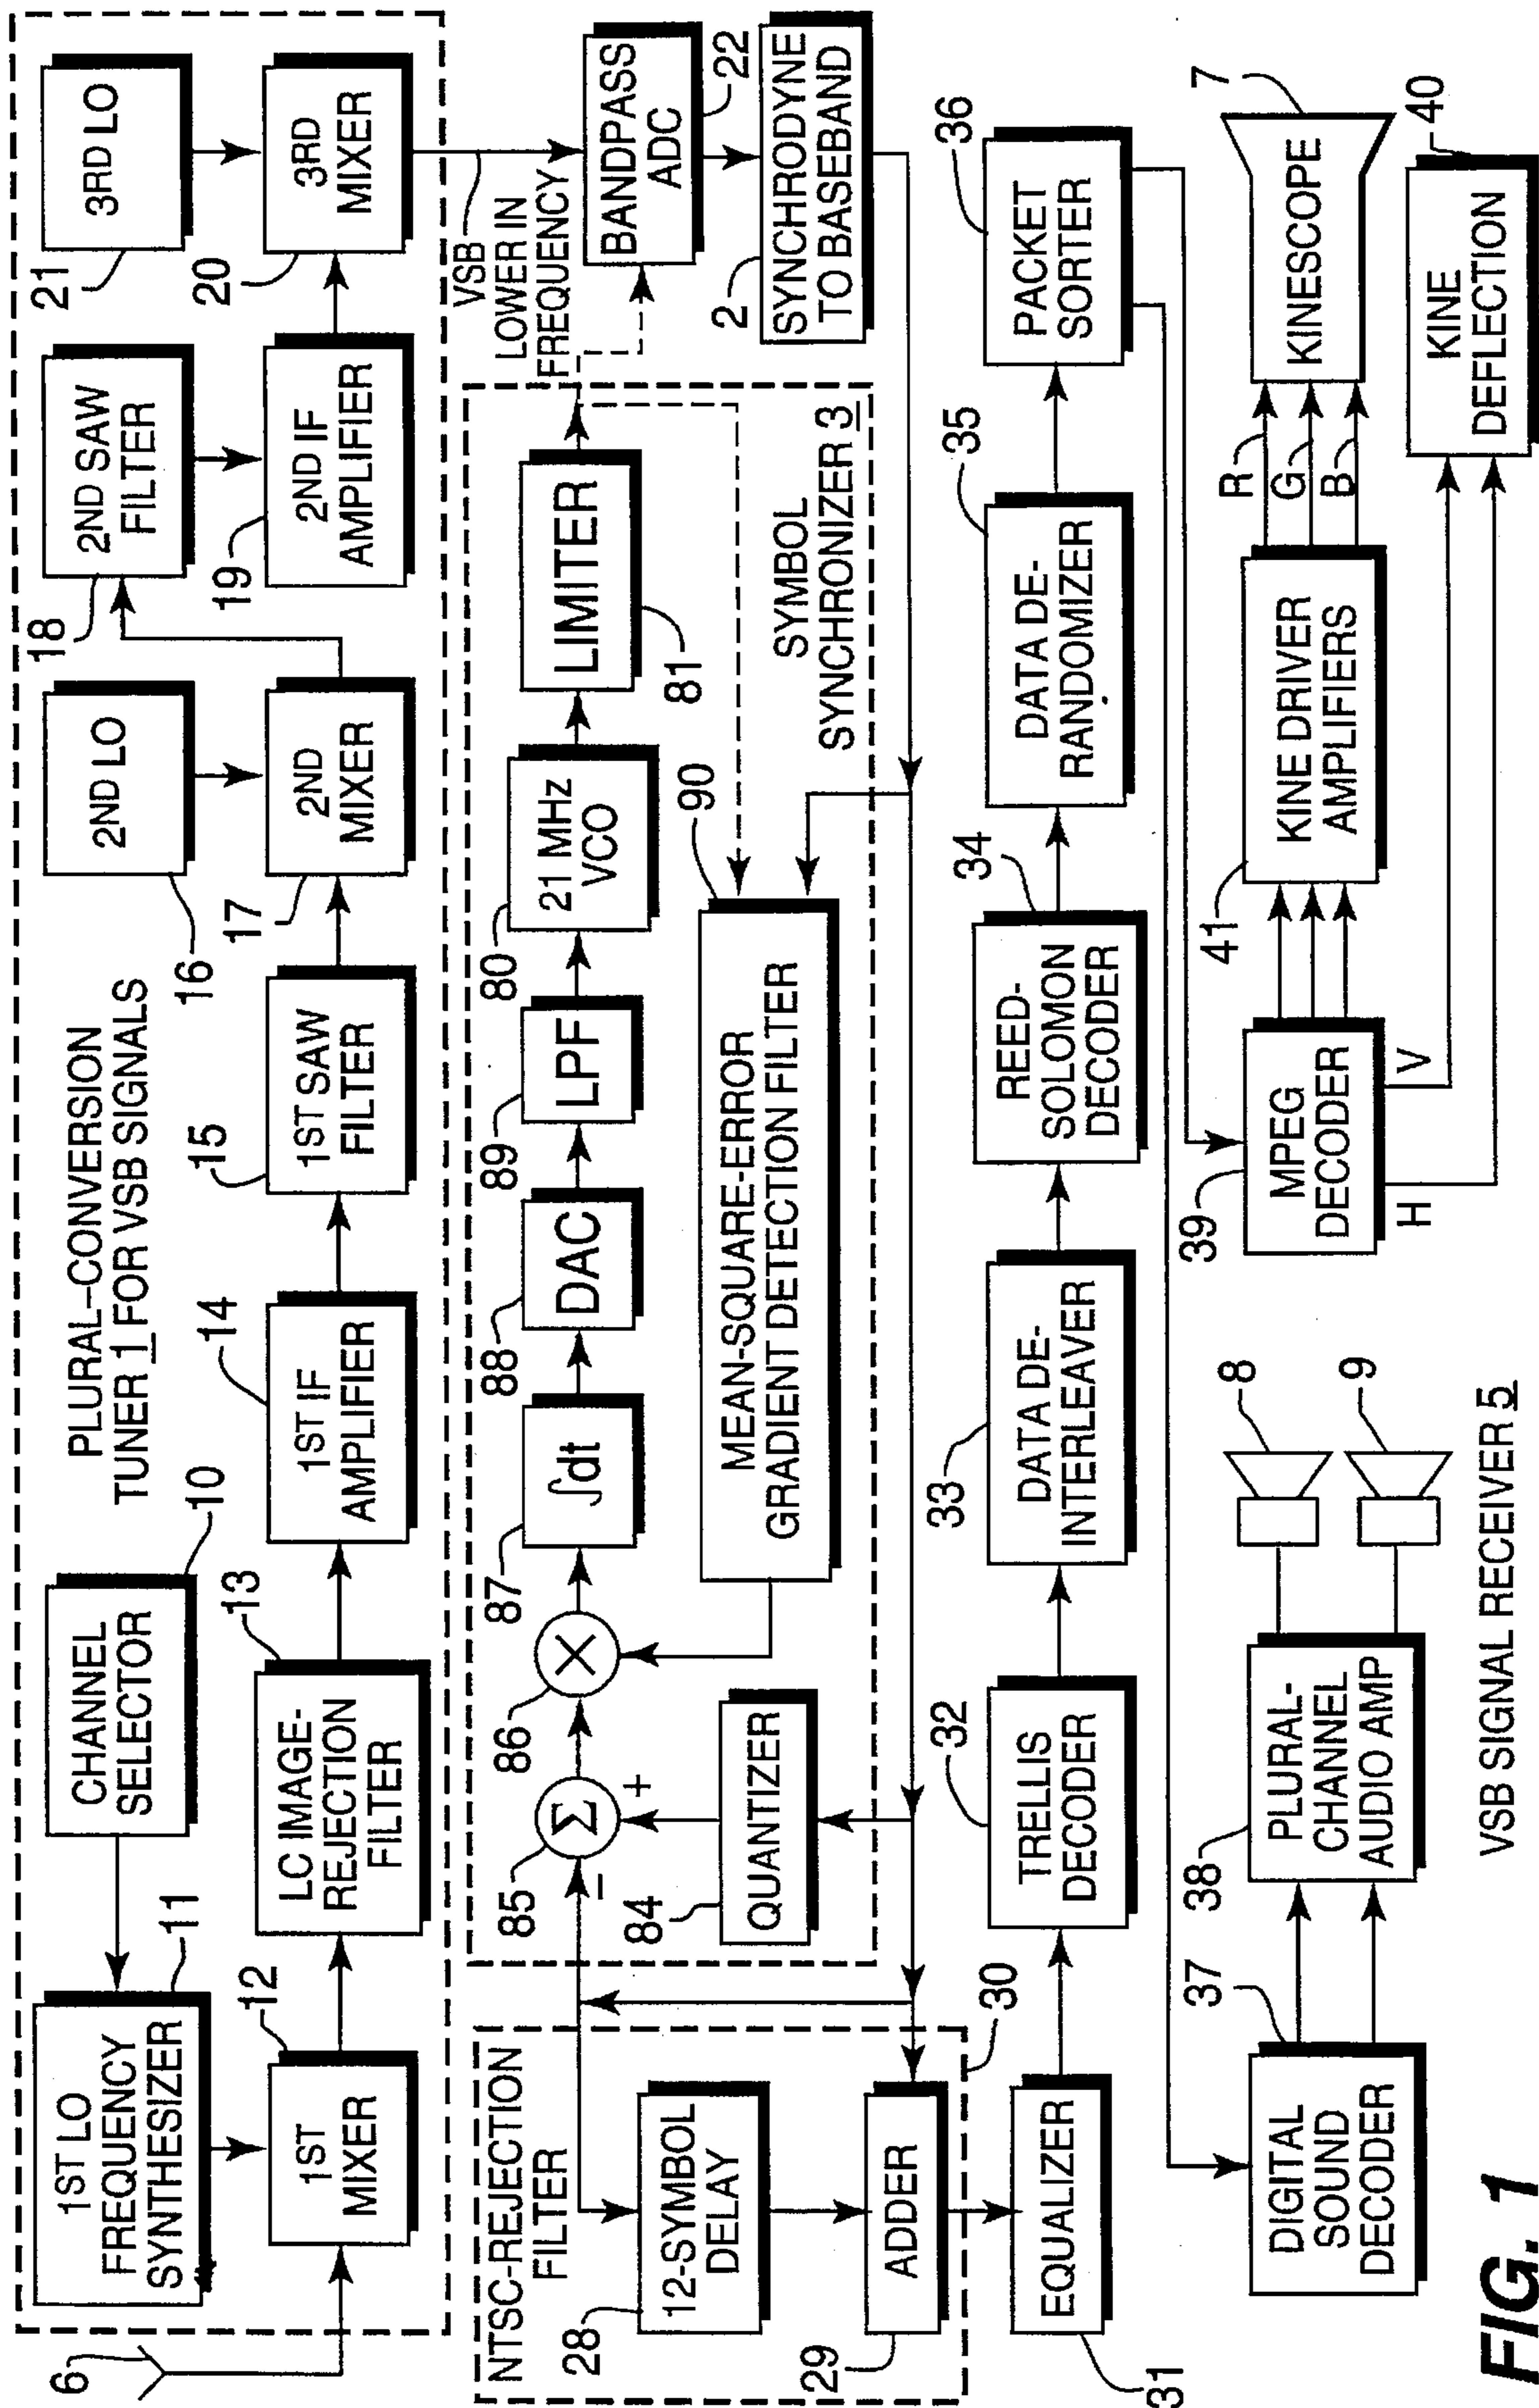 PLURAL–CONVERSION
TUNER 1 FOR VSB SIGNALS
1ST LO
FREQUENCY
SYNTHESIZER
11
CHANNEL
SELECTOR
10
2ND LO
16
2ND SAW
FILTER
18
3RD LO
21
6
1ST
MIXER
12
LC IMAGE-
REJECTION
FILTER
13
1ST IF
AMPLIFIER
14
1ST SAW
FILTER
15
2ND
MIXER
17
2ND IF
AMPLIFIER
19
3RD
MIXER
20
VSB
LOWER IN
FREQUENCY
BANDPASS
ADC
22
2
SYNCHRODYNE
TO BASEBAND
NTSC-REJECTION
FILTER
28
12-SYMBOL
DELAY
29
ADDER
30
85
Σ
−
+
86
×
87
∫dt
88
DAC
89
LPF
80
21 MHz
VCO
LIMITER
81
84
QUANTIZER
MEAN-SQUARE-ERROR
GRADIENT DETECTION FILTER
90
SYMBOL
SYNCHRONIZER 3
31
EQUALIZER
TRELLIS
DECODER
32
33
DATA DE-
INTERLEAVER
REED-
SOLOMON
DECODER
34
DATA DE-
RANDOMIZER
35
PACKET
SORTER
36
37
DIGITAL
SOUND
DECODER
38
PLURAL-
CHANNEL
AUDIO AMP
8
9
39
MPEG
DECODER
H
V
41
KINE DRIVER
AMPLIFIERS
R
G
B
KINESCOPE
7
KINE
DEFLECTION
40
VSB SIGNAL RECEIVER 5
FIG. 1